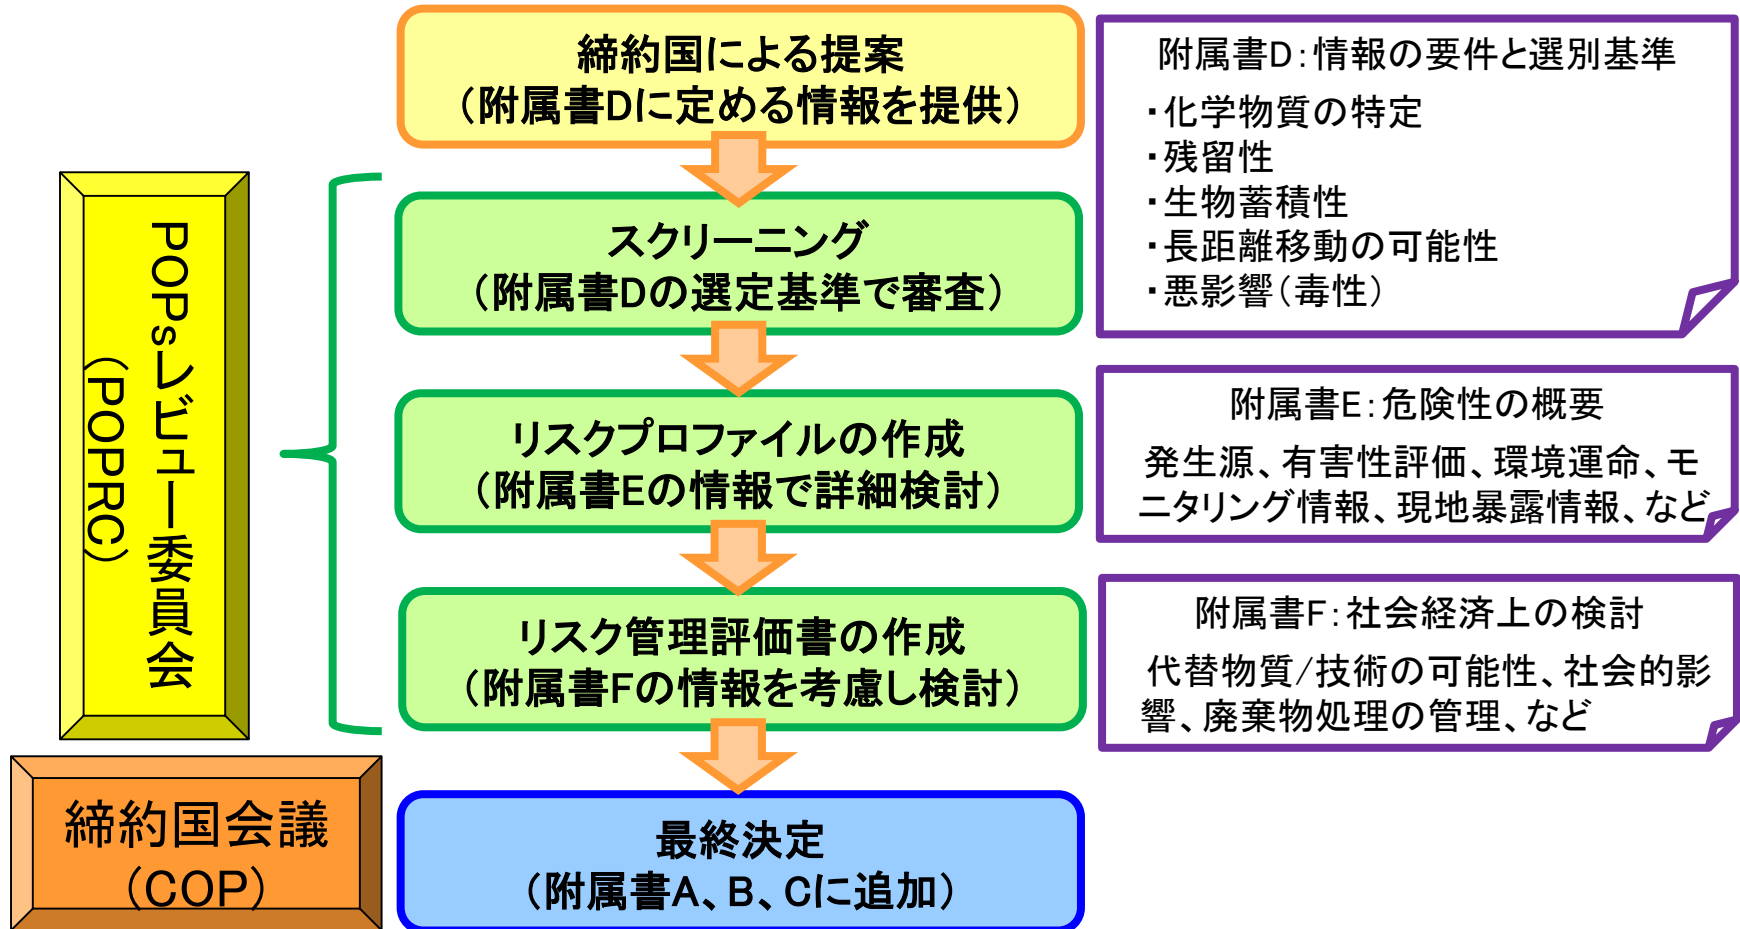 締約国による提案
（附属書Dに定める情報を提供）
附属書D：情報の要件と選別基準
・化学物質の特定
・残留性
・生物蓄積性
・長距離移動の可能性
・悪影響（毒性）
POPsレビュー委員会
（POPRC）
スクリーニング
（附属書Dの選定基準で審査）
リスクプロファイルの作成
（附属書Eの情報で詳細検討）
附属書E：危険性の概要
発生源、有害性評価、環境運命、モ
ニタリング情報、現地暴露情報、など
リスク管理評価書の作成
（附属書Fの情報を考慮し検討）
附属書F：社会経済上の検討
代替物質/技術の可能性、社会的影
響、廃棄物処理の管理、など
締約国会議
（COP）
最終決定
（附属書A、B、Cに追加）